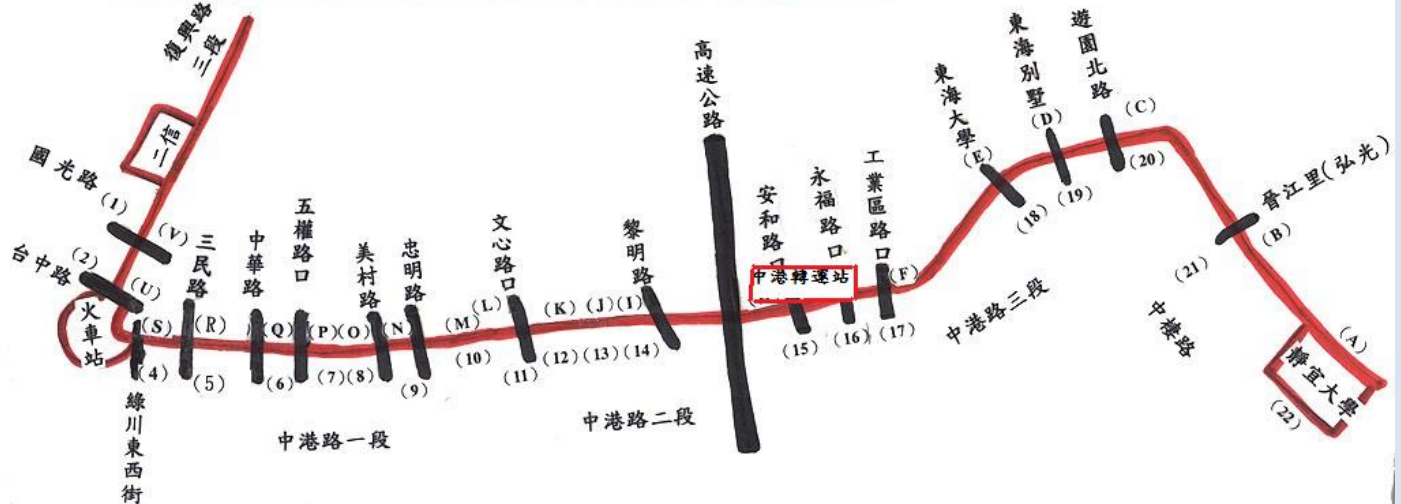 復興路
三段
二信
國光路
(1)
(V)
台中路
(2)
(U)
火車站
(S)
(4)
綠川東西街
三民路
(R)
(5)
中華路
(Q)
(6)
五權路口
(P)
(O)
(7)
(8)
美村路
(N)
忠明路
(9)
中港路一段
(M)
(10)
(L)
文心路口
(11)
(K)
(12)
(J)
(13)
(I)
黎明路
(14)
中港路二段
高速公路
安和路口
中港轉運站
(15)
永福路口
(16)
工業區路口
(F)
(17)
中港路三段
東海大學
(E)
(18)
東海別墅
(D)
(19)
遊園北路
(C)
(20)
晉江里(弘光)
(B)
(21)
中棲路
(A)
靜宜大學
(22)